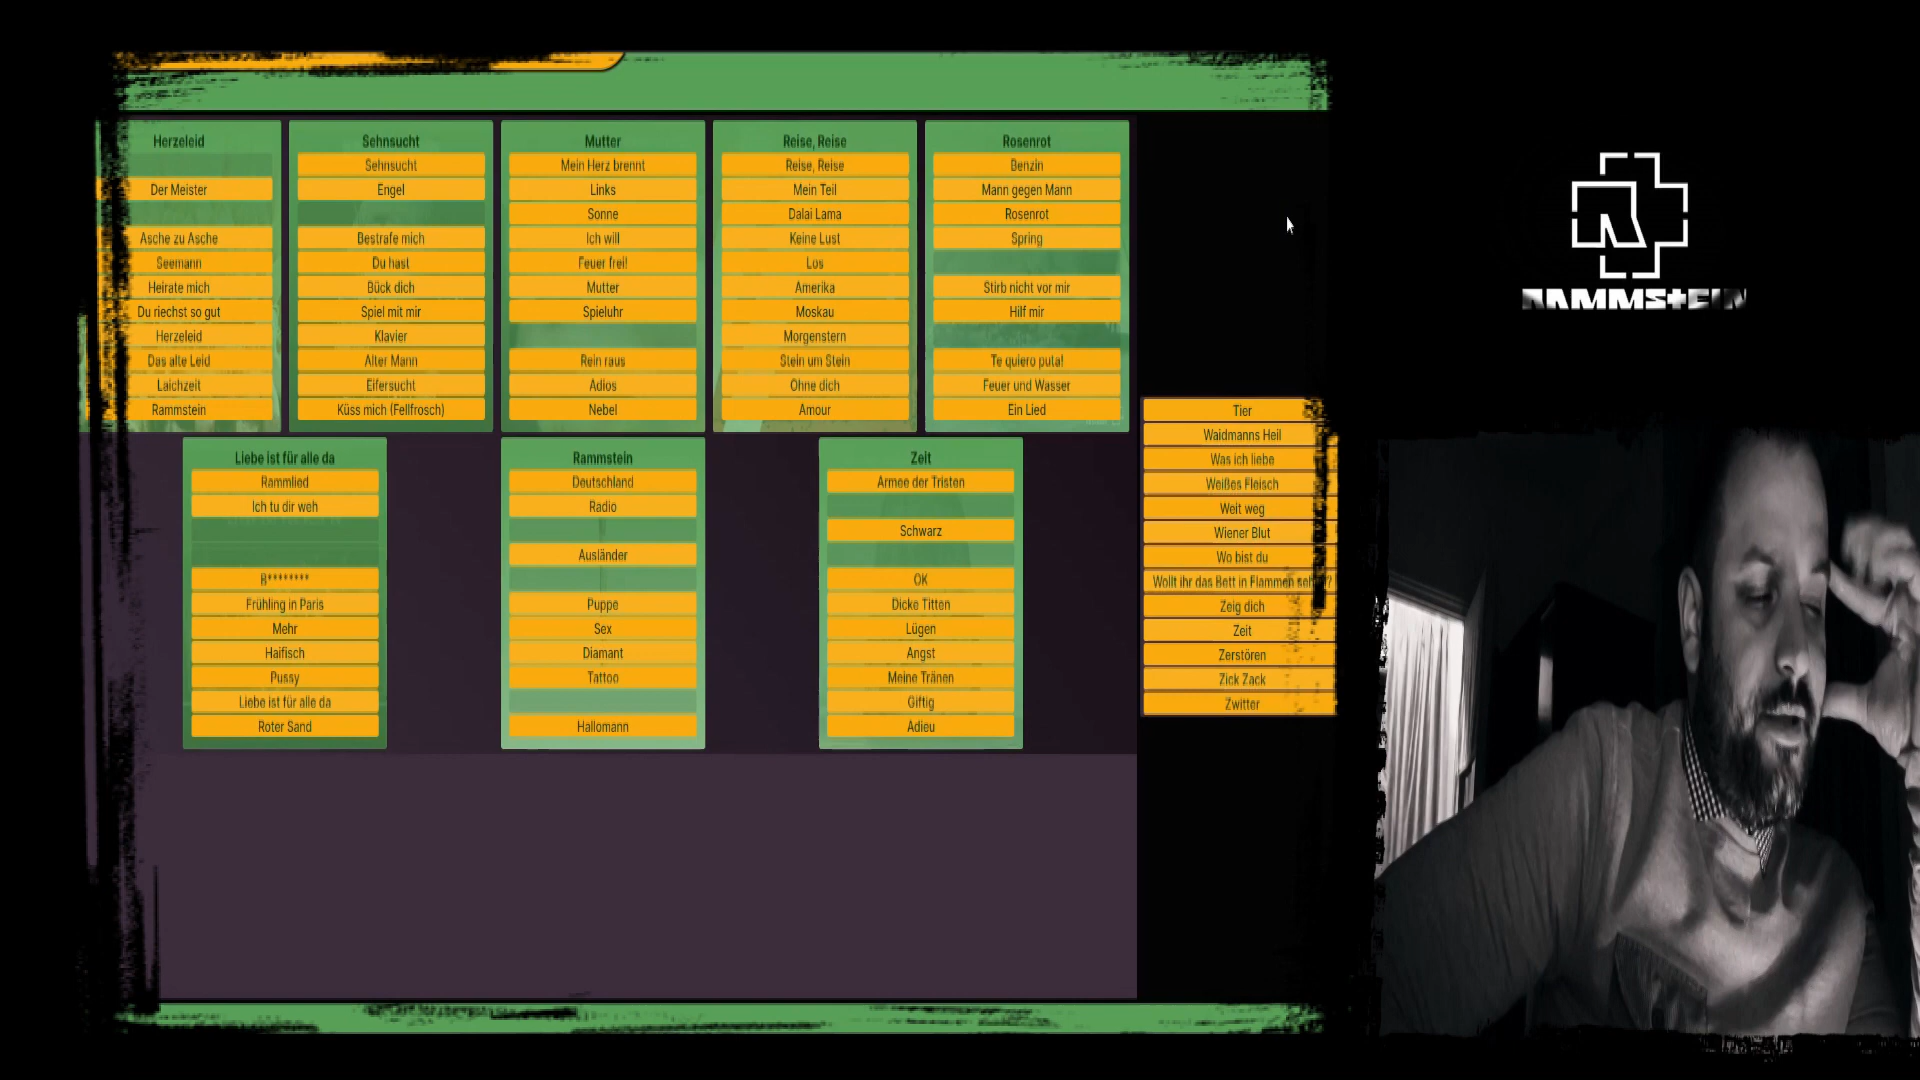 Herzeleid
Der Meister
Asche zu Asche
Seemann
Heirate mich
Du riechst so gut
Herzeleid
Das alte Leid
Laichzeit
Rammstein
Sehnsucht
Sehnsucht
Engel
Bestrafe mich
Du hast
Bück dich
Spiel mit mir
Klavier
Alter Mann
Eifersucht
Küss mich (Fellfrosch)
Mutter
Mein Herz brennt
Links
Sonne
Ich will
Feuer frei!
Mutter
Spieluhr
Rein raus
Adios
Nebel
Reise, Reise
Reise, Reise
Mein Teil
Dalai Lama
Keine Lust
Los
Amerika
Moskau
Morgenstern
Stein um Stein
Ohne dich
Amour
Rosenrot
Benzin
Mann gegen Mann
Rosenrot
Spring
Stirb nicht vor mir
Hilf mir
Te quiero puta!
Feuer und Wasser
Ein Lied
Liebe ist für alle da
Rammlied
Ich tu dir weh
B********
Frühling in Paris
Mehr
Haifisch
Pussy
Liebe ist für alle da
Roter Sand
Rammstein
Deutschland
Radio
Ausländer
Puppe
Sex
Diamant
Tattoo
Hallomann
Zeit
Armee der Tristen
Schwarz
OK
Dicke Titten
Lügen
Angst
Meine Tränen
Giftig
Adieu
Tier
Waidmanns Heil
Was ich liebe
Weißes Fleisch
Weit weg
Wiener Blut
Wo bist du
Wollt ihr das Bett in Flammen
Zeig dich
Zeit
Zerstören
Zick Zack
Zwitter
RAMMSTEIN